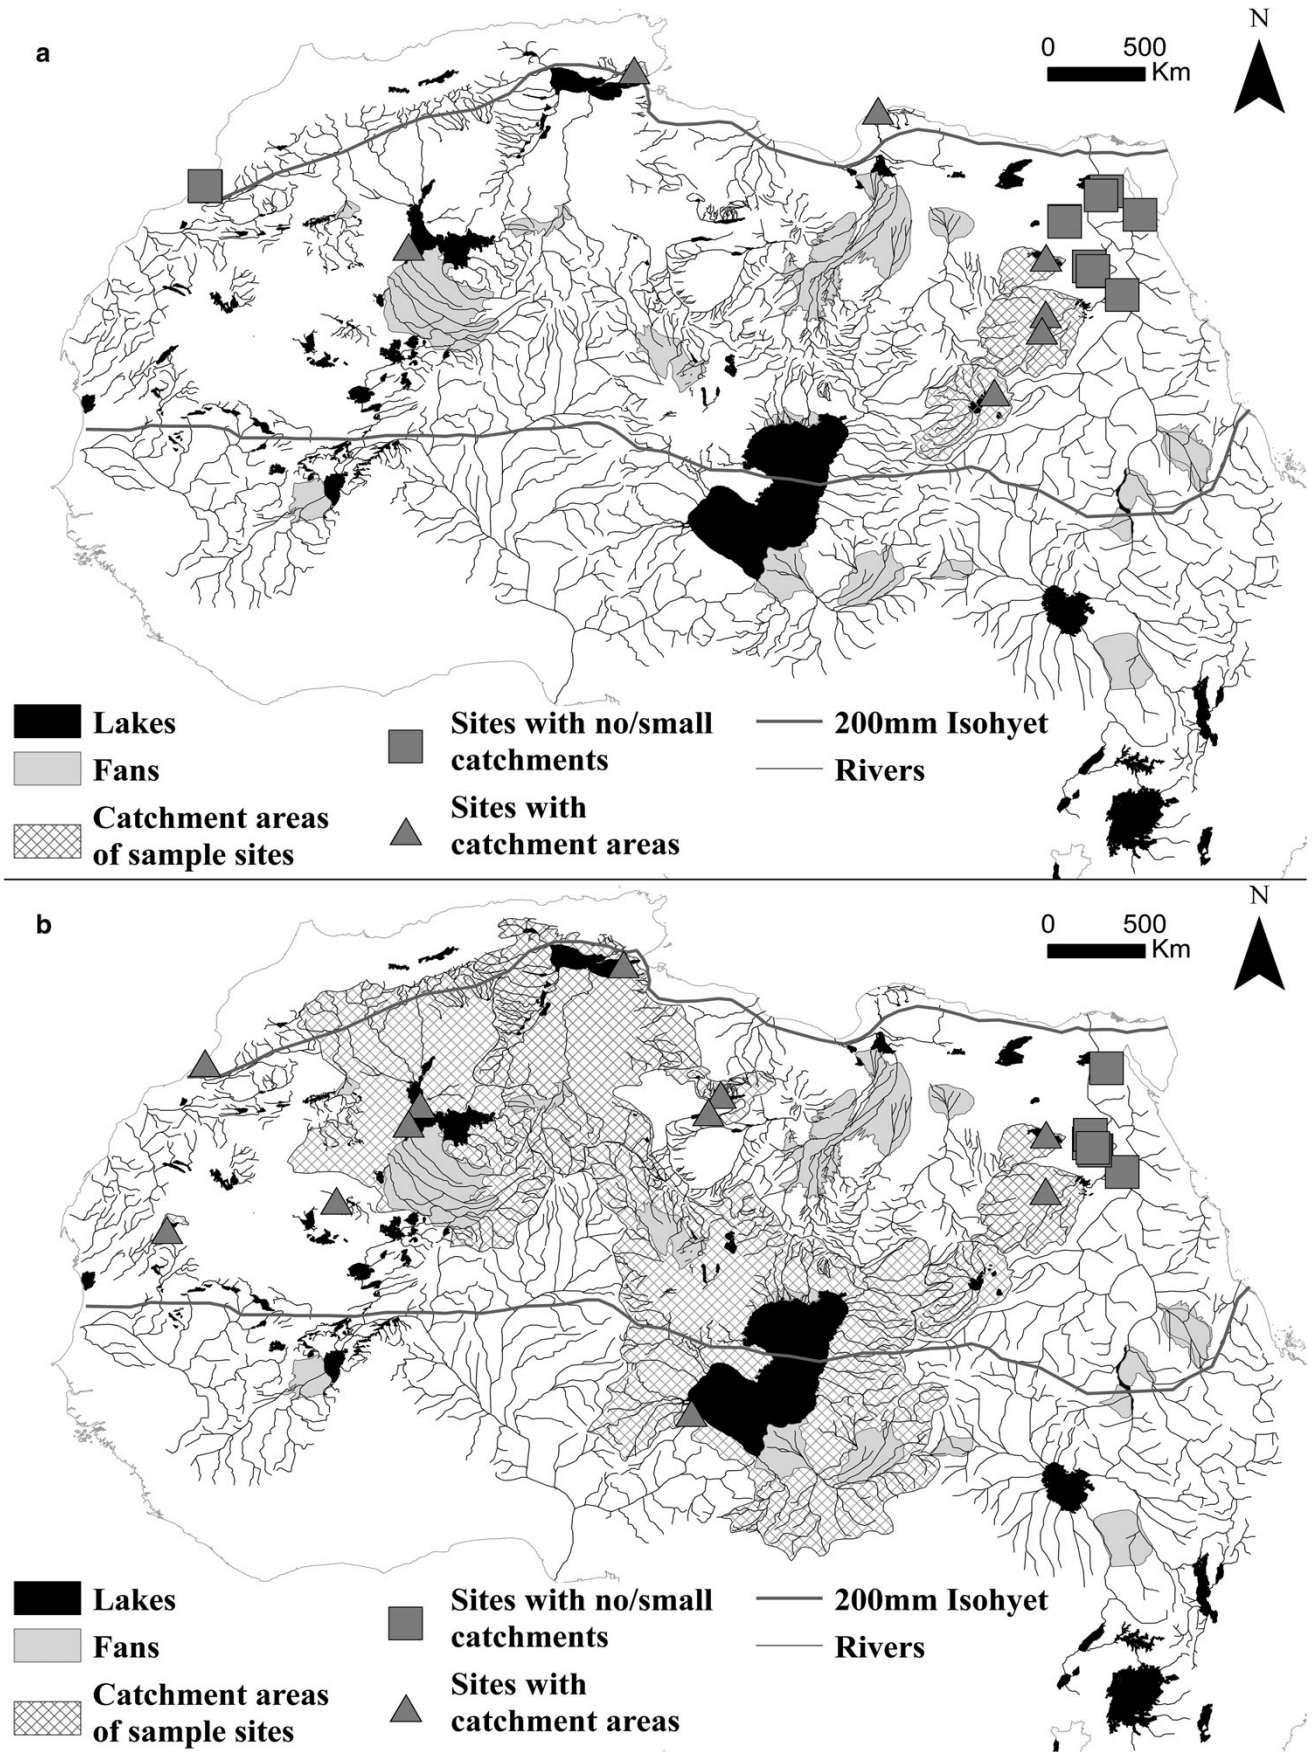 a
N
0 500
Km
Lakes
Fans
Catchment areas
of sample sites
Sites with no/small
catchments
Sites with
catchment areas
200mm Isohyet
Rivers
b
N
0 500
Km
Lakes
Fans
Catchment areas
of sample sites
Sites with no/small
catchments
Sites with
catchment areas
200mm Isohyet
Rivers